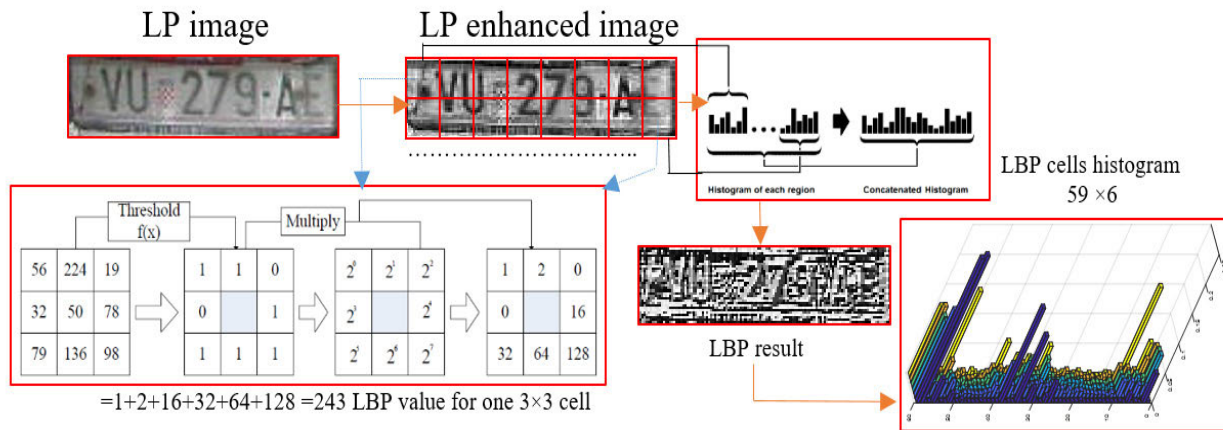 LP image
LP enhanced image
VU 279 AE
VU 279 A
Histogram of each region
Concatenated Histogram
LBP cells histogram
59 ×6
Threshold
f(x)
Multiply
56 224 19
32 50 78
79 136 98
1 1 0
0 1
1 1 1
2⁰ 2¹ 2²
2³ 2⁴
2⁵ 2⁶ 2⁷
1 2 0
0 16
32 64 128
=1+2+16+32+64+128 =243 LBP value for one 3×3 cell
LBP result